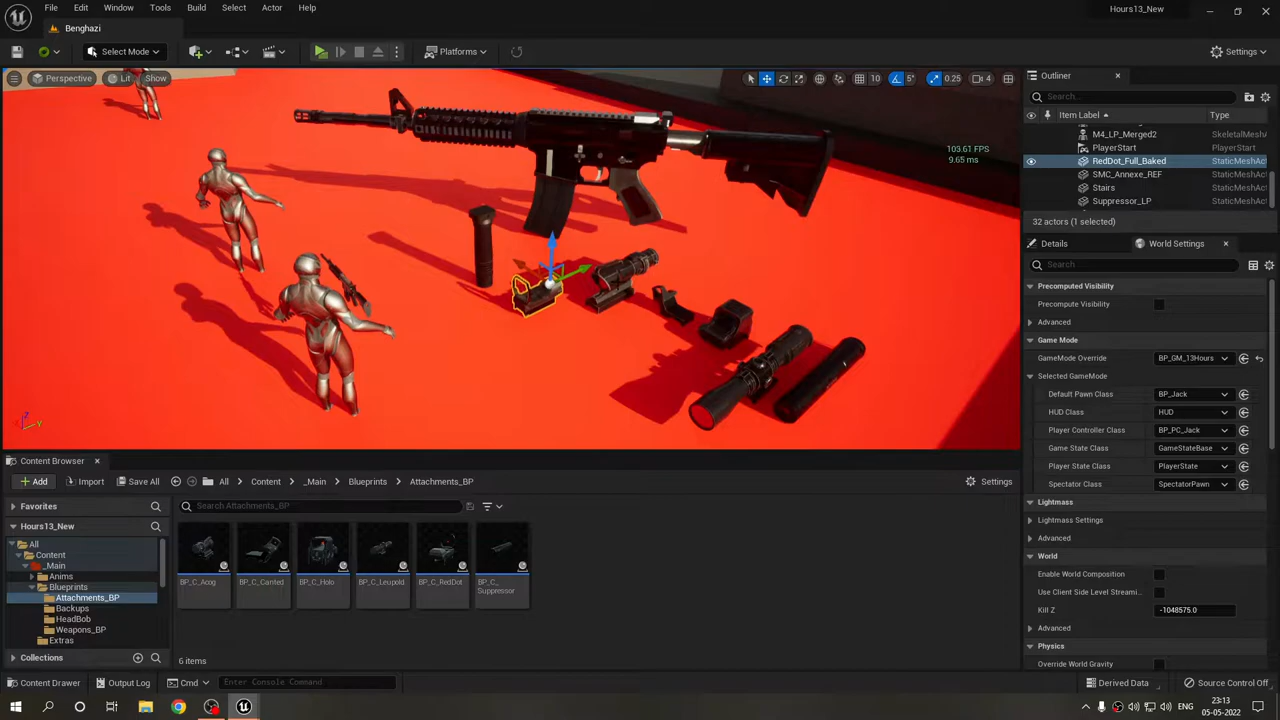 File Edit Window Tools Build Select Actor Help
Hours13_New
Benghazi
Select Mode
Platforms
Settings
Perspective Lit Show
10 5° 0.25 4
103.61 FPS
9.65 ms
Outliner
Search...
Item Label Type
M4_LP_Merged2 SkeletalMeshA
PlayerStart PlayerStart
RedDot_Full_Baked StaticMeshAct
SMC_Annexe_REF StaticMeshAct
Stairs StaticMeshAct
Suppressor_LP StaticMeshAct
32 actors (1 selected)
Details World Settings
Search
Precomputed Visibility
Precompute Visibility
Advanced
Game Mode
GameMode Override BP_GM_13Hours
Selected GameMode
Default Pawn Class BP_Jack
HUD Class HUD
Player Controller Class BP_PC_Jack
Game State Class GameStateBase
Player State Class PlayerState
Spectator Class SpectatorPawn
Lightmass
Lightmass Settings
Advanced
World
Enable World Composition
Use Client Side Level Streami...
Kill Z -1048575.0
Advanced
Physics
Override World Gravity
Content Browser
Add Import Save All All Content _Main Blueprints Attachments_BP Settings
Favorites
Search Attachments_BP
Hours13_New
All
Content
_Main
Anims
Blueprints
Attachments_BP
Backups
HeadBob
Weapons_BP
Extras
Collections
BP_C_Acog BP_C_Canted BP_C_Holo BP_C_Leupold BP_C_RedDot BP_C_
Suppressor
6 items
Content Drawer Output Log Cmd Enter Console Command Derived Data Source Control Off
23:13
05-05-2022